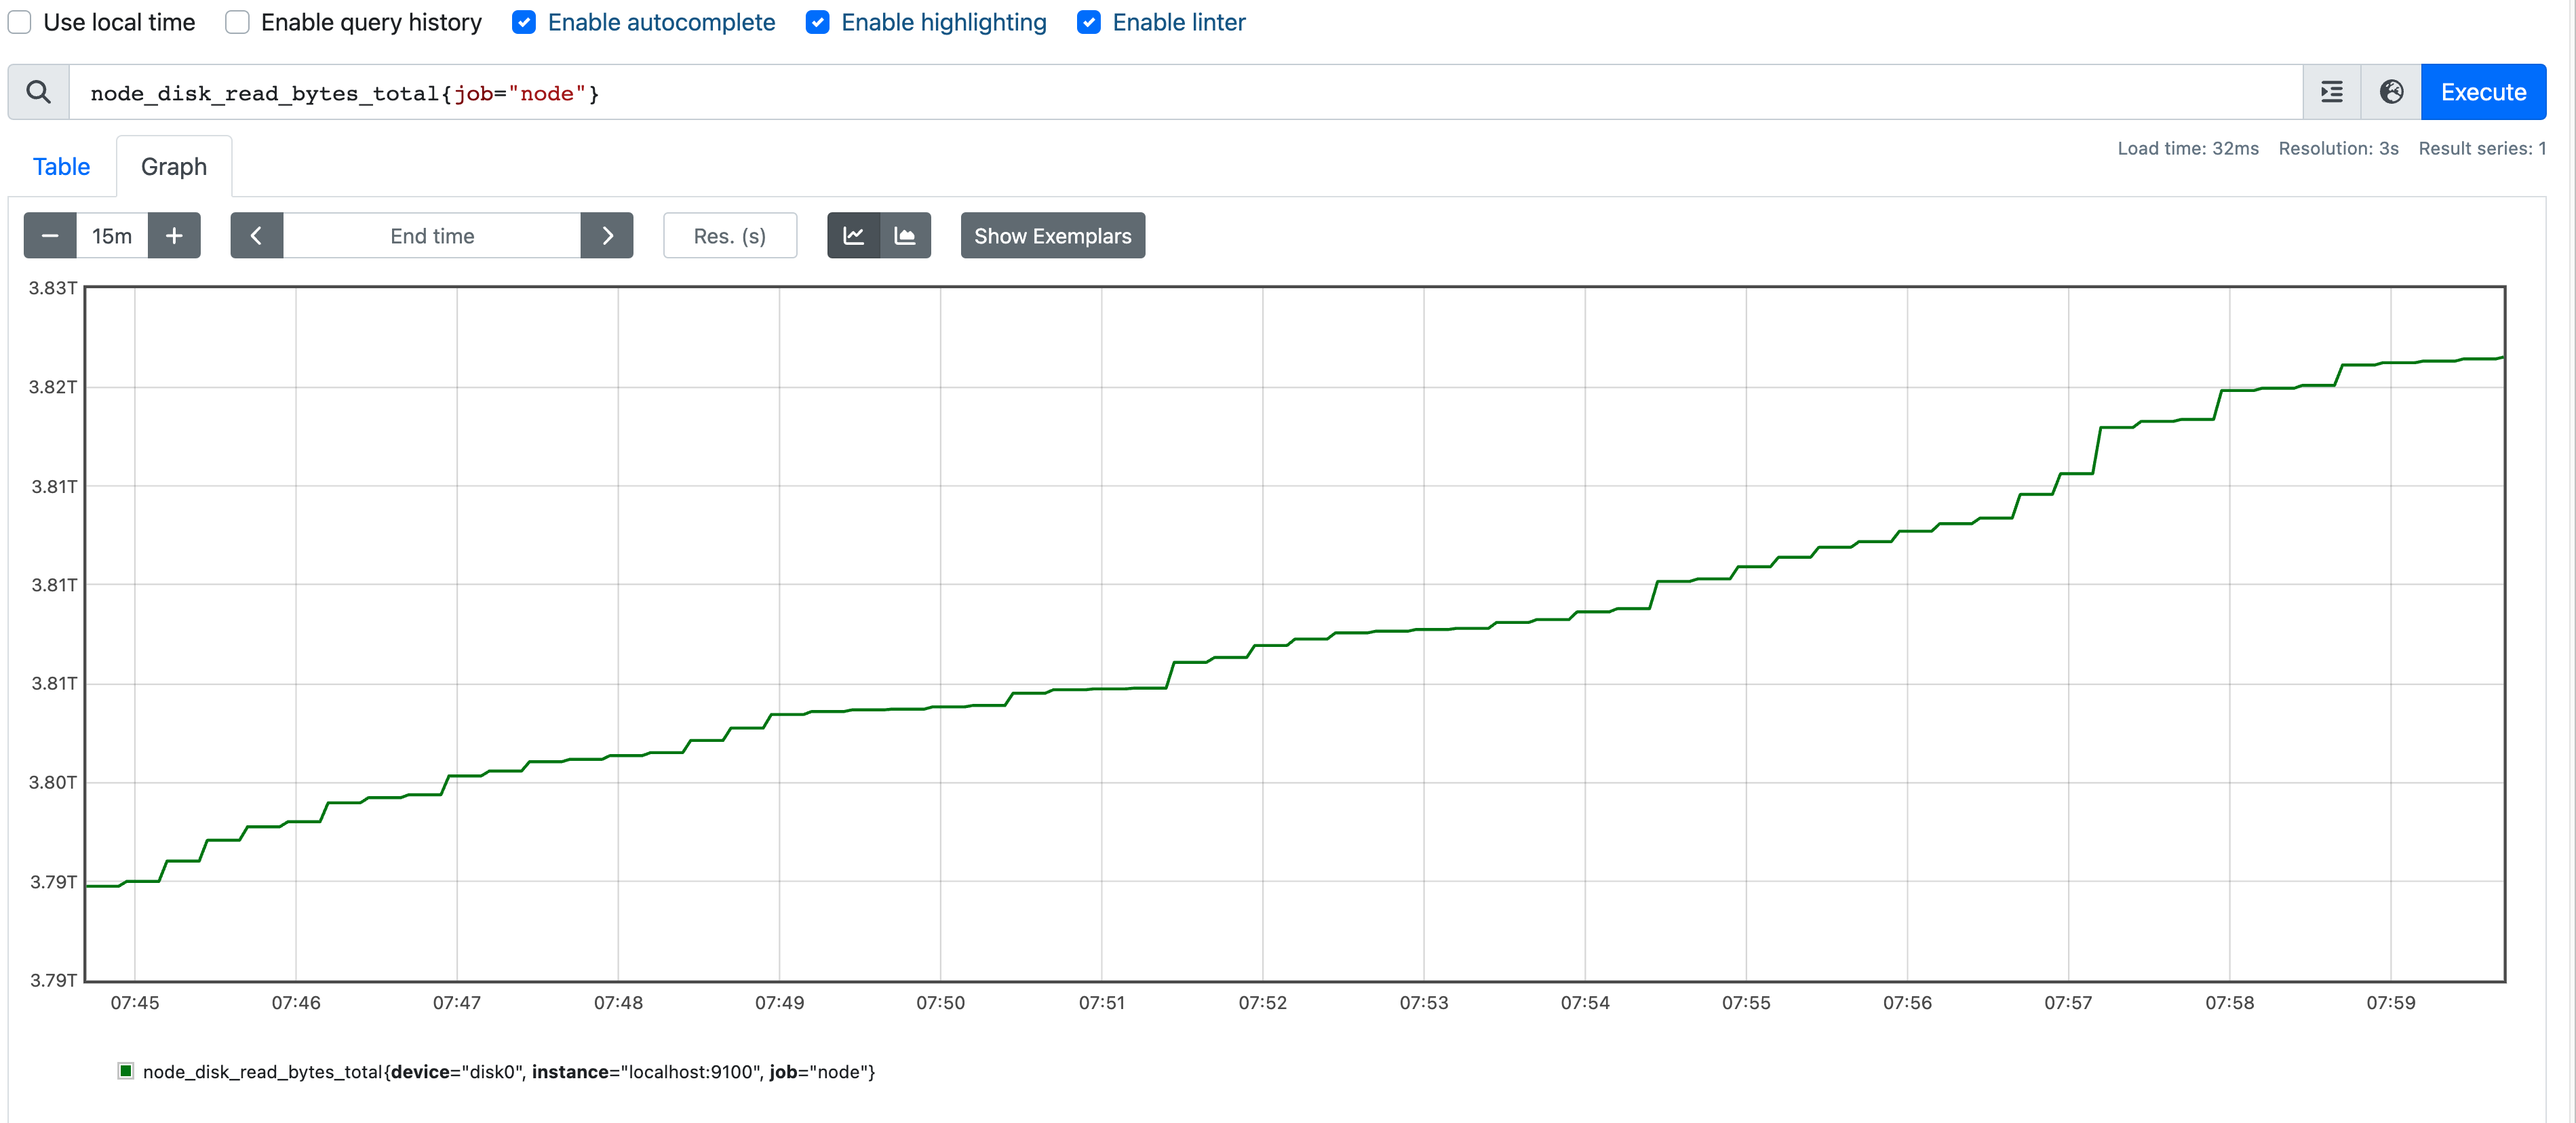 Use local time Enable query history Enable autocomplete Enable highlighting Enable linter
node_disk_read_bytes_total{job="node"} Execute
Table Graph Load time: 32ms Resolution: 3s Result series: 1
15m End time Res. (s) Show Exemplars
3.83T
3.82T
3.81T
3.81T
3.81T
3.80T
3.79T
3.79T
07:45 07:46 07:47 07:48 07:49 07:50 07:51 07:52 07:53 07:54 07:55 07:56 07:57 07:58 07:59
node_disk_read_bytes_total{device="disk0", instance="localhost:9100", job="node"}